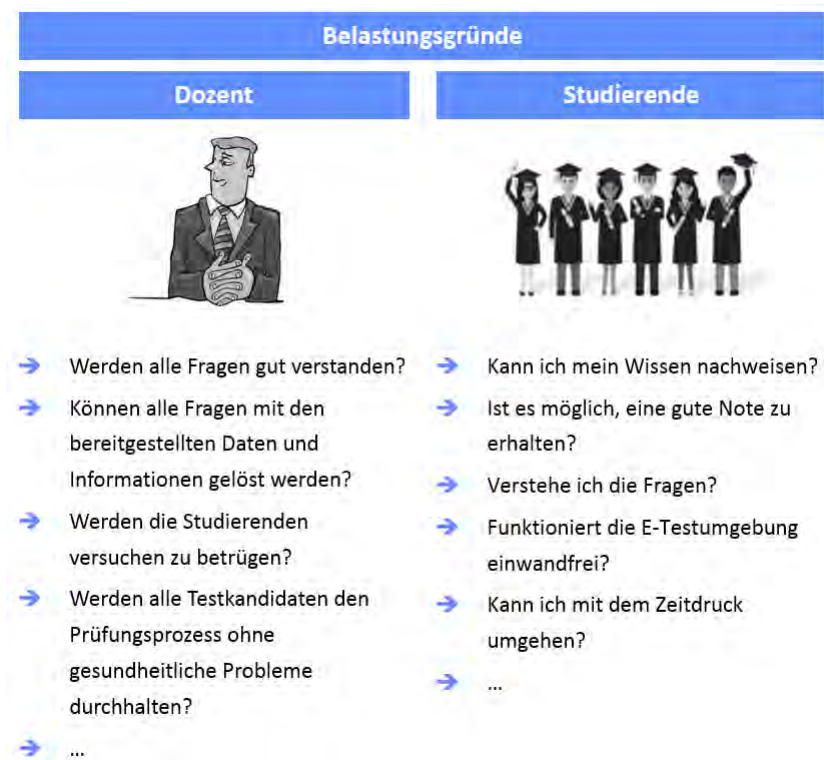 Belastungsgründe
Dozent
Werden alle Fragen gut verstanden?
Können alle Fragen mit den
bereitgestellten Daten und
Informationen gelöst werden?
Werden die Studierenden
versuchen zu betrügen?
Werden alle Testkandidaten den
Prüfungsprozess ohne
gesundheitliche Probleme
durchhalten?
...
Studierende
Kann ich mein Wissen nachweisen?
Ist es möglich, eine gute Note zu
erhalten?
Verstehe ich die Fragen?
Funktioniert die E-Testumgebung
einwandfrei?
Kann ich mit dem Zeitdruck
umgehen?
...